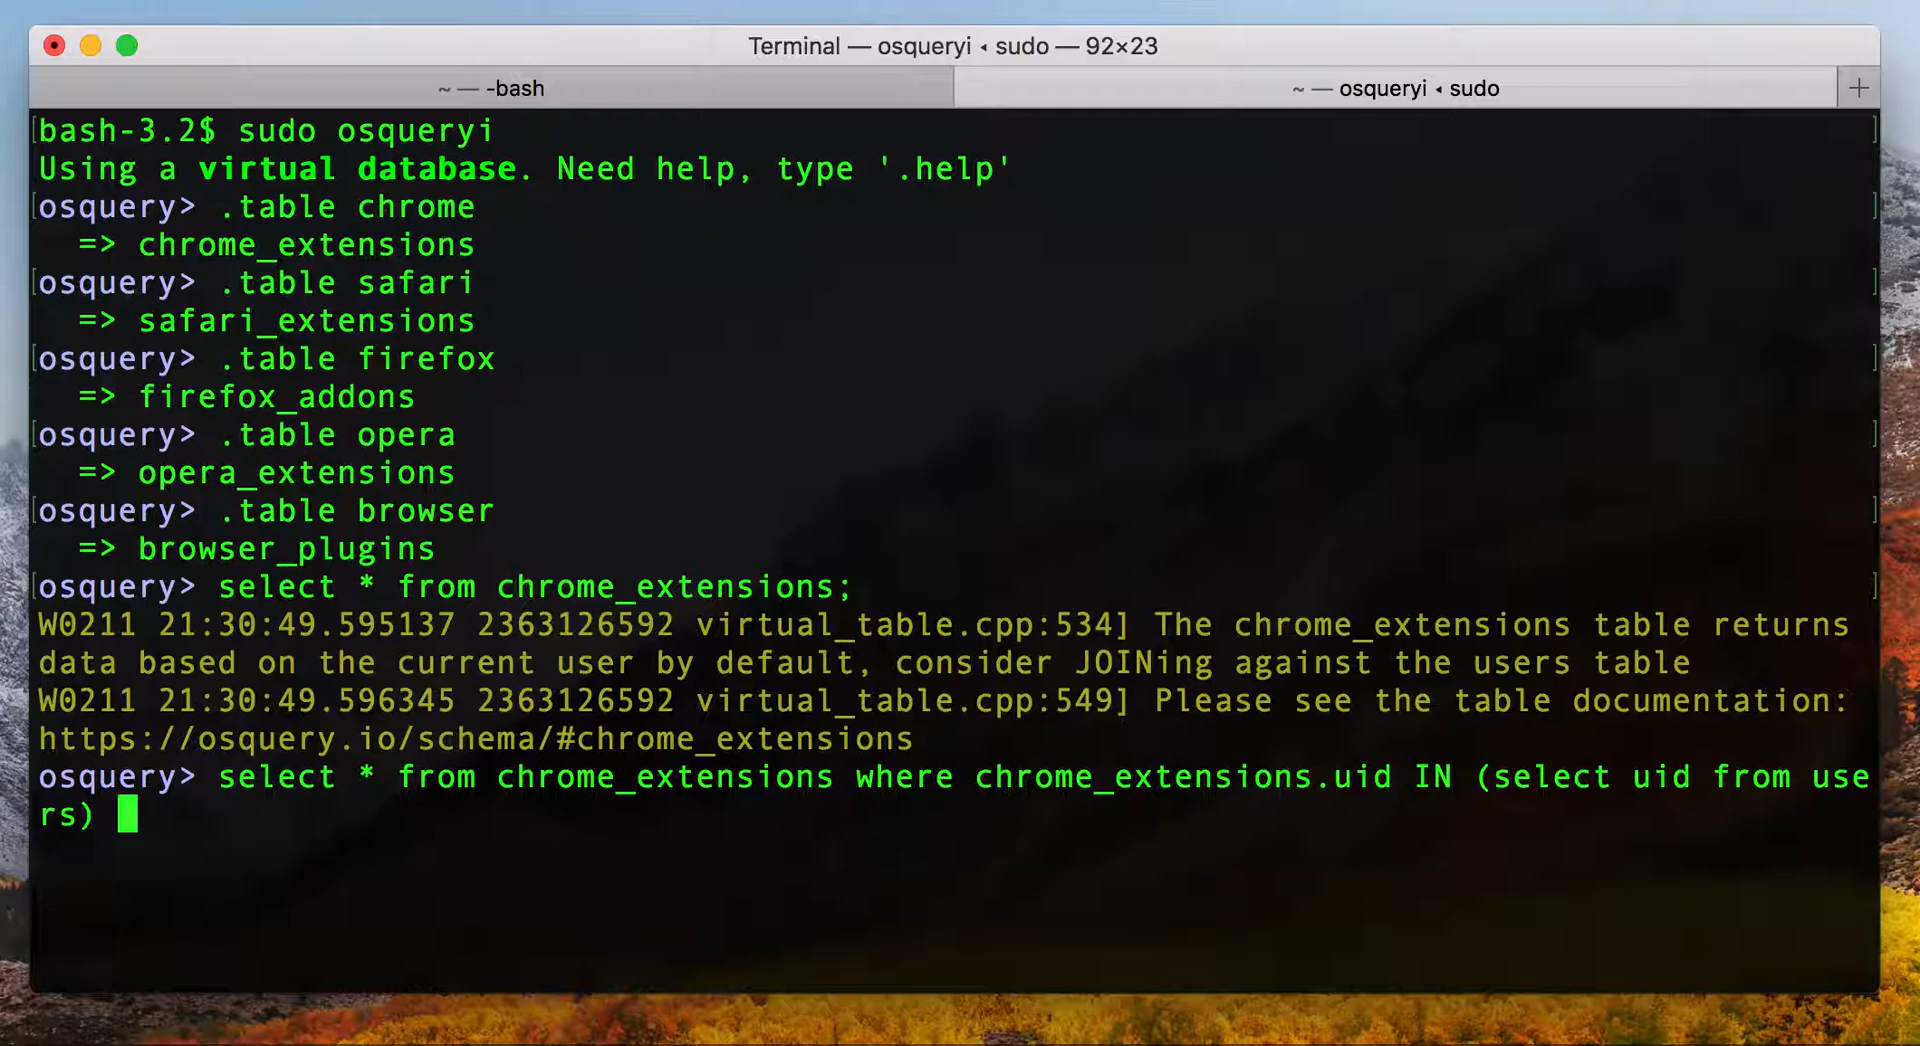 Terminal — osqueryi ◂ sudo — 92×23
~ — -bash
~ — osqueryi ◂ sudo
[bash-3.2$ sudo osqueryi ]
Using a virtual database. Need help, type '.help'
[osquery> .table chrome ]
=> chrome_extensions
[osquery> .table safari ]
=> safari_extensions
[osquery> .table firefox ]
=> firefox_addons
[osquery> .table opera ]
=> opera_extensions
[osquery> .table browser ]
=> browser_plugins
[osquery> select * from chrome_extensions; ]
W0211 21:30:49.595137 2363126592 virtual_table.cpp:534] The chrome_extensions table returns
data based on the current user by default, consider JOINing against the users table
W0211 21:30:49.596345 2363126592 virtual_table.cpp:549] Please see the table documentation:
https://osquery.io/schema/#chrome_extensions
osquery> select * from chrome_extensions where chrome_extensions.uid IN (select uid from use
rs)